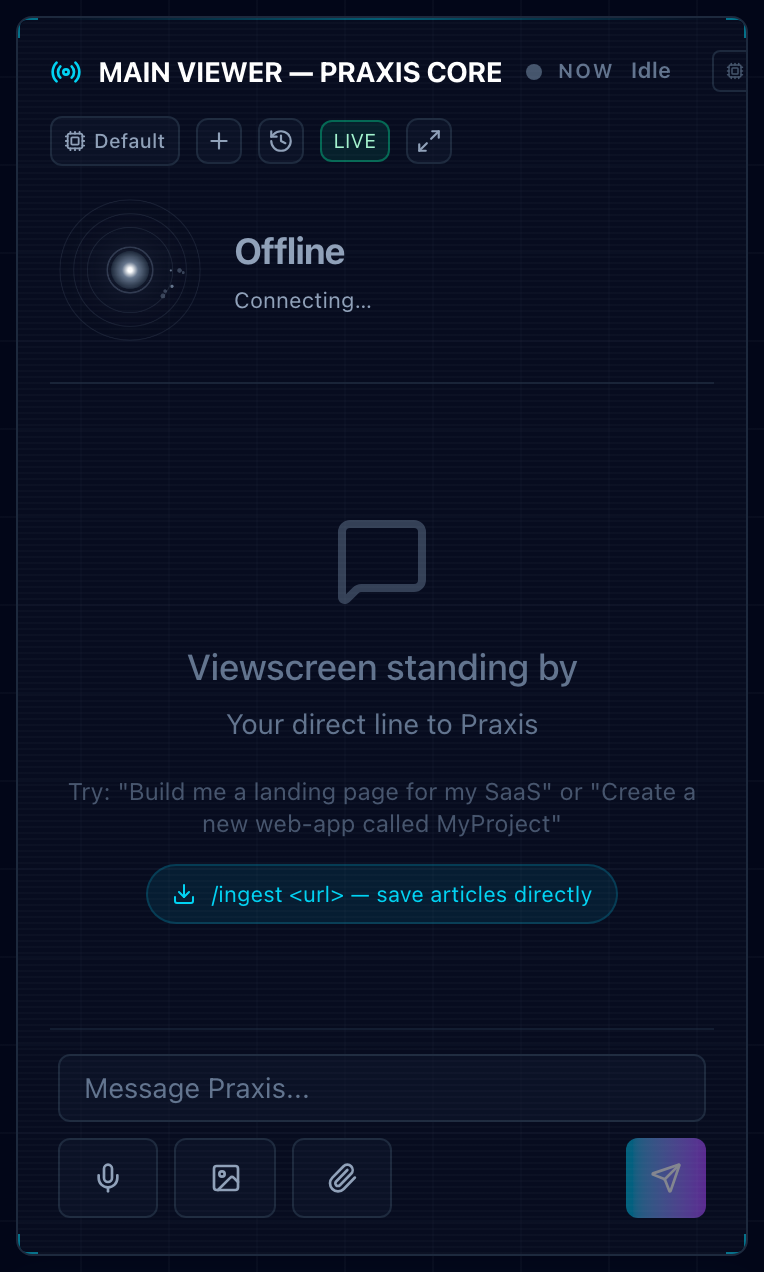 MAIN VIEWER — PRAXIS CORE NOW Idle
Default LIVE
Offline
Connecting...
Viewscreen standing by
Your direct line to Praxis
Try: "Build me a landing page for my SaaS" or "Create a
new web-app called MyProject"
/ingest <url> — save articles directly
Message Praxis...